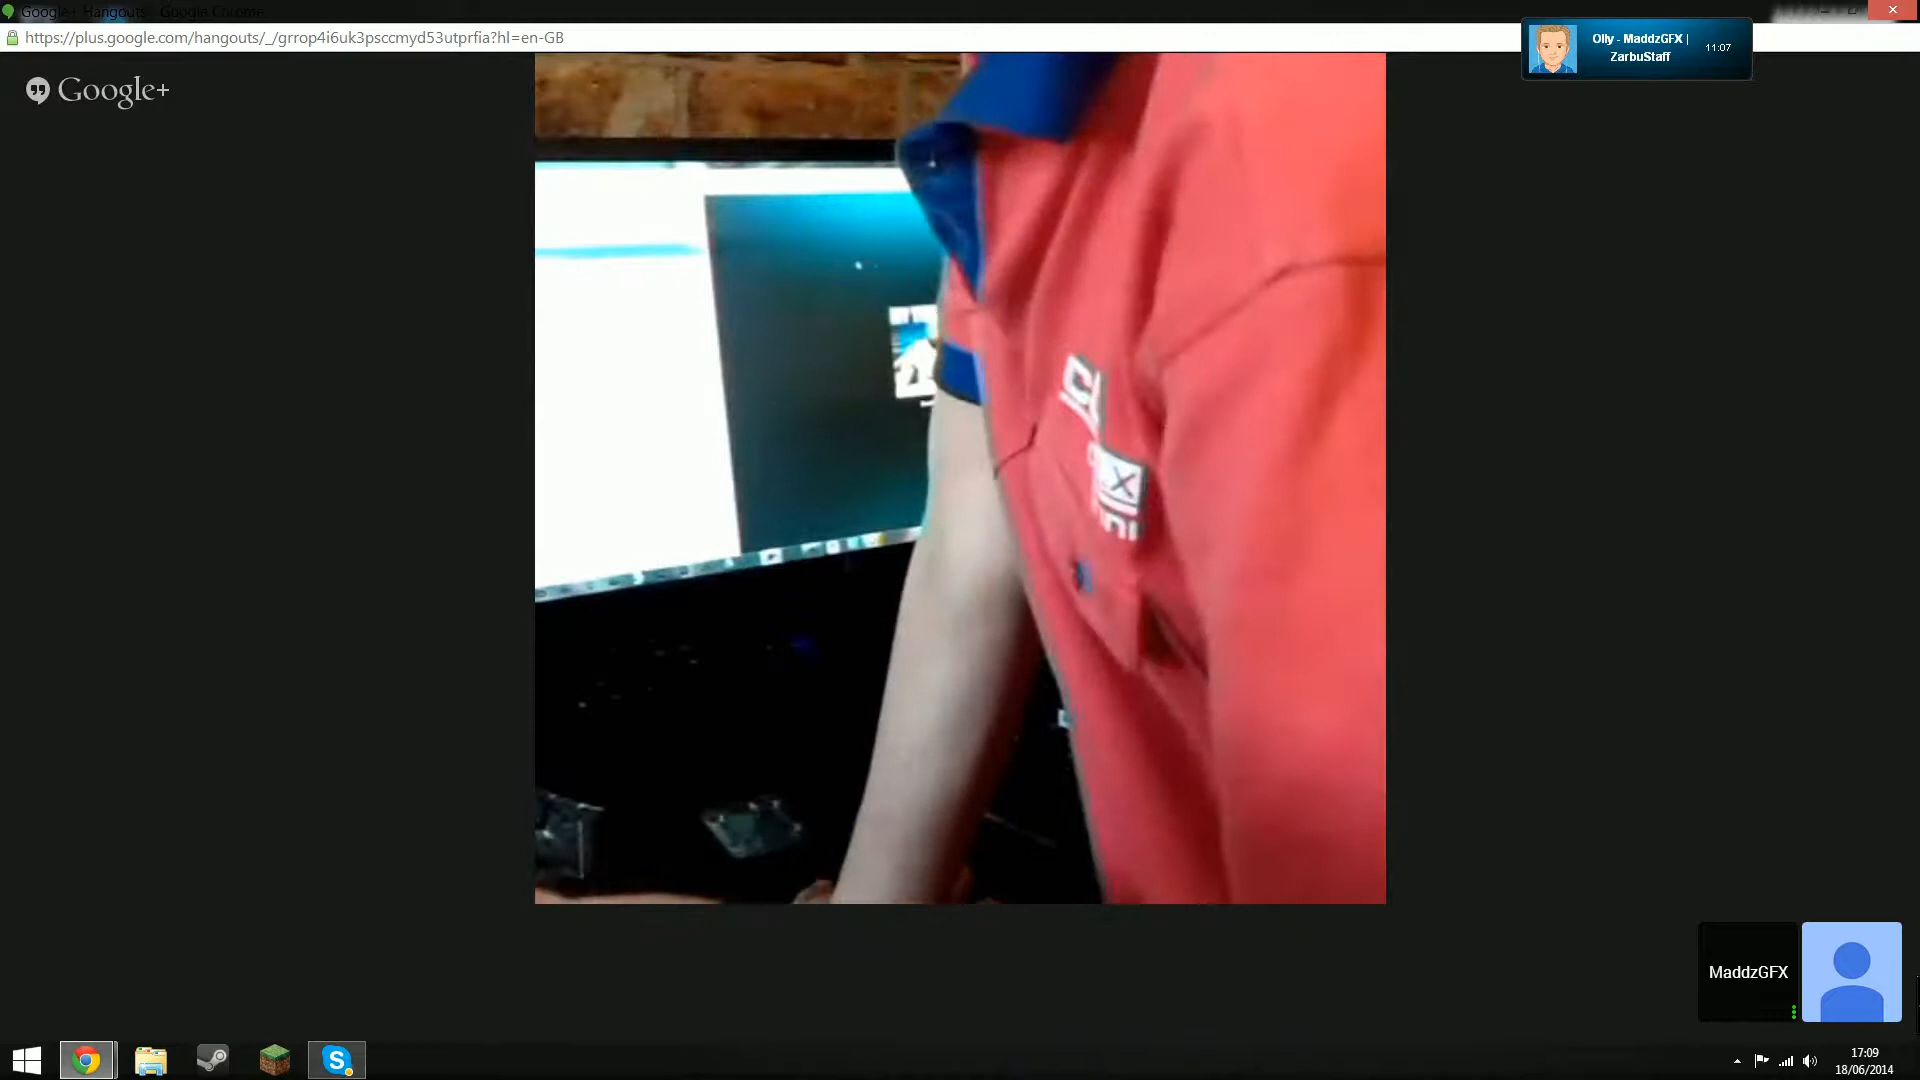 Google+ Hangouts - Google Chrome
https://plus.google.com/hangouts/_/grrop4i6uk3psccmyd53utprfia?hl=en-GB
Olly - MaddzGFX |
ZarbuStaff
11:07
Google+
MaddzGFX
17:09
18/06/2014